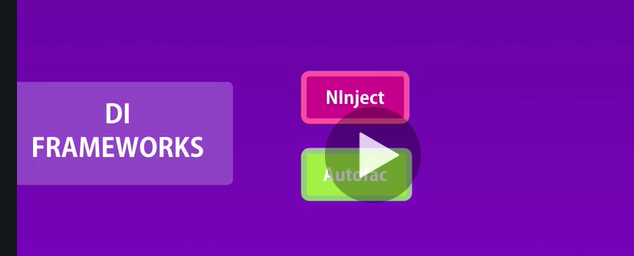 DI
FRAMEWORKS
NInject
Autofac